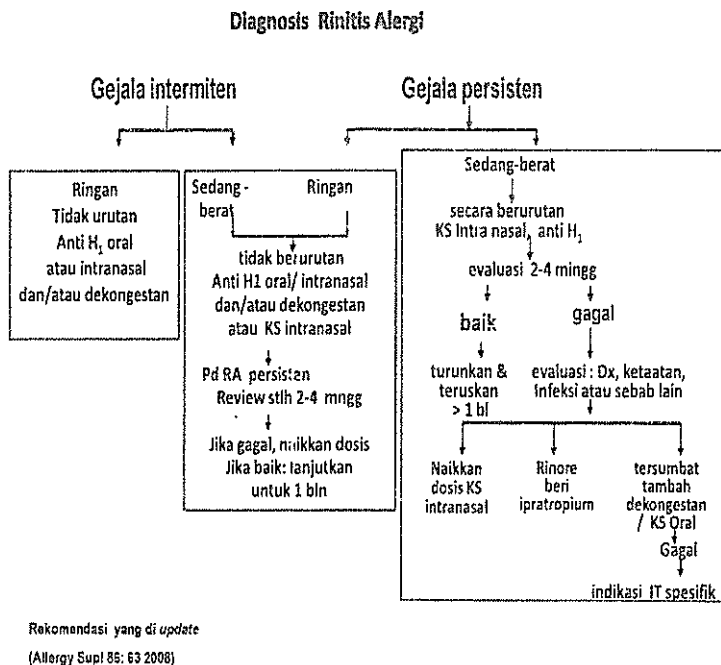 Diagnosis Rinitis Alergi
Gejala intermiten
Gejala persisten
Ringan
Tidak urutan
Anti H₁ oral
atau intranasal
dan/atau dekongestan
Sedang -
berat
Ringan
tidak berurutan
Anti H1 oral/ intranasal
dan/atau dekongestan
atau KS intranasal
Pd RA persisten
Review stlh 2-4 mngg
Jika gagal, naikkan dosis
Jika baik: lanjutkan
untuk 1 bln
Sedang-berat
secara berurutan
KS Intra nasal, anti H₁
evaluasi 2-4 mingg
baik
gagal
turunkan &
teruskan
> 1 bl
evaluasi : Dx, ketaatan,
Infeksi atau sebab lain
Naikkan
dosis KS
intranasal
Rinore
beri
ipratropium
tersumbat
tambah
dekongestan
/ KS Oral
Gagal
indikasi IT spesifik
Rekomendasi yang di update
(Allergy Supl 86: 63 2008)